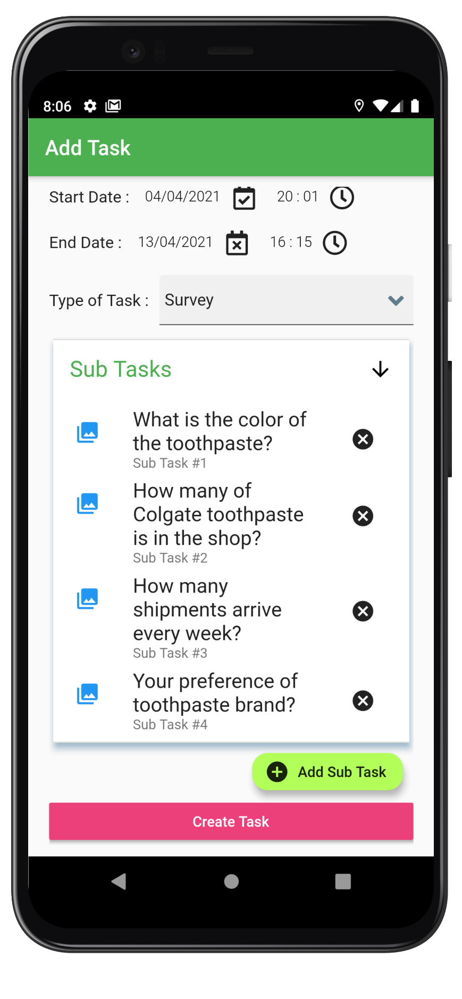 8:06
Add Task
Start Date : 04/04/2021 20 : 01
End Date : 13/04/2021 16 : 15
Type of Task : Survey
Sub Tasks
What is the color of
the toothpaste?
Sub Task #1
How many of
Colgate toothpaste
is in the shop?
Sub Task #2
How many
shipments arrive
every week?
Sub Task #3
Your preference of
toothpaste brand?
Sub Task #4
Add Sub Task
Create Task